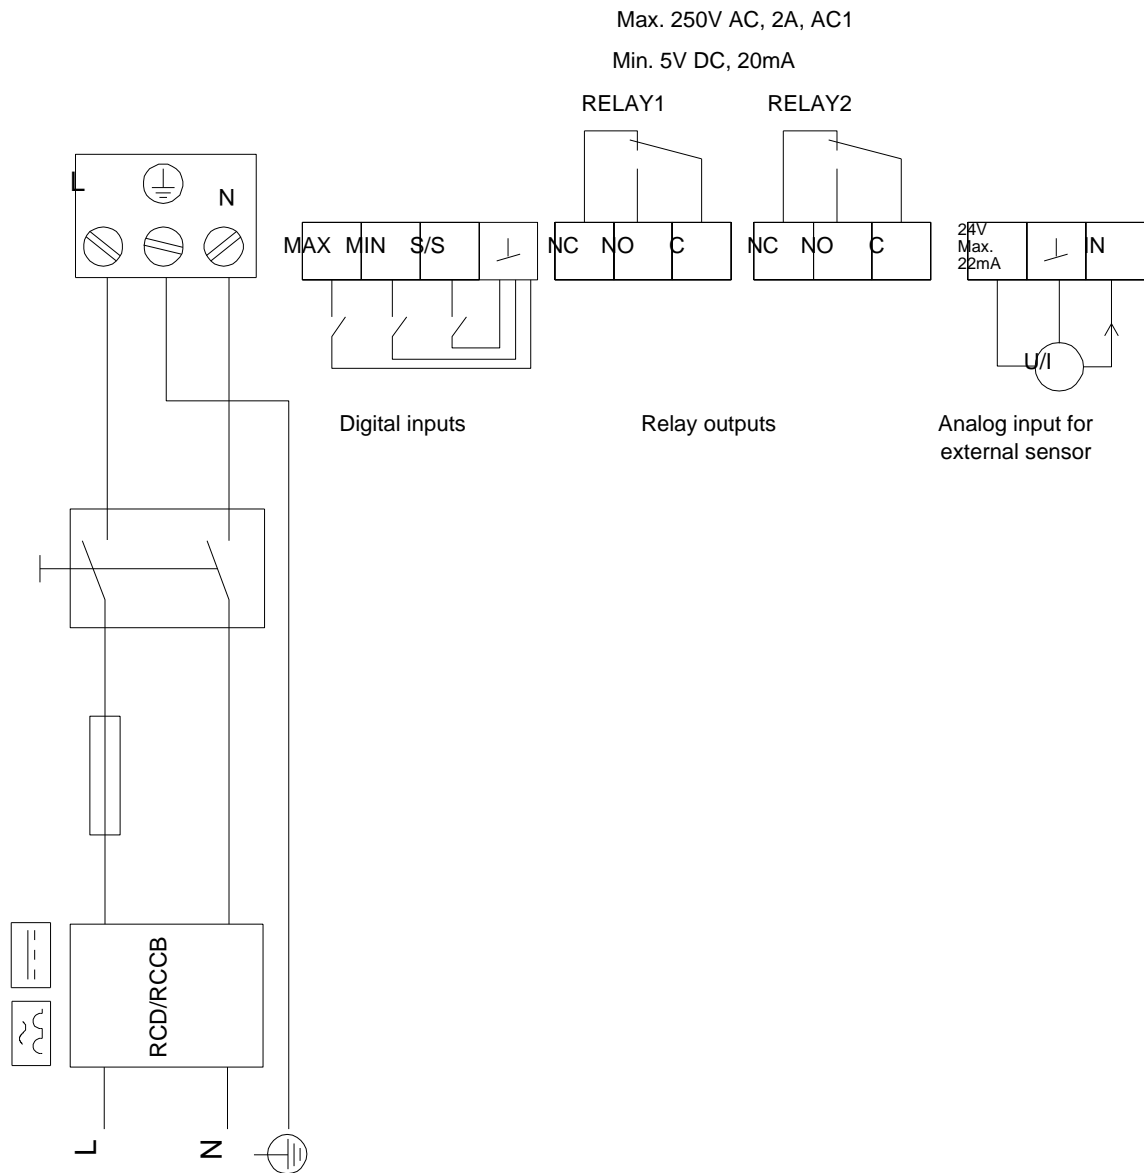 Max. 250V AC, 2A, AC1
Min. 5V DC, 20mA
RELAY1 RELAY2
L N
MAX MIN S/S NC NO C NC NO C 24V Max. 22mA IN
U/I
Digital inputs Relay outputs Analog input for
external sensor
RCD/RCCB
L N